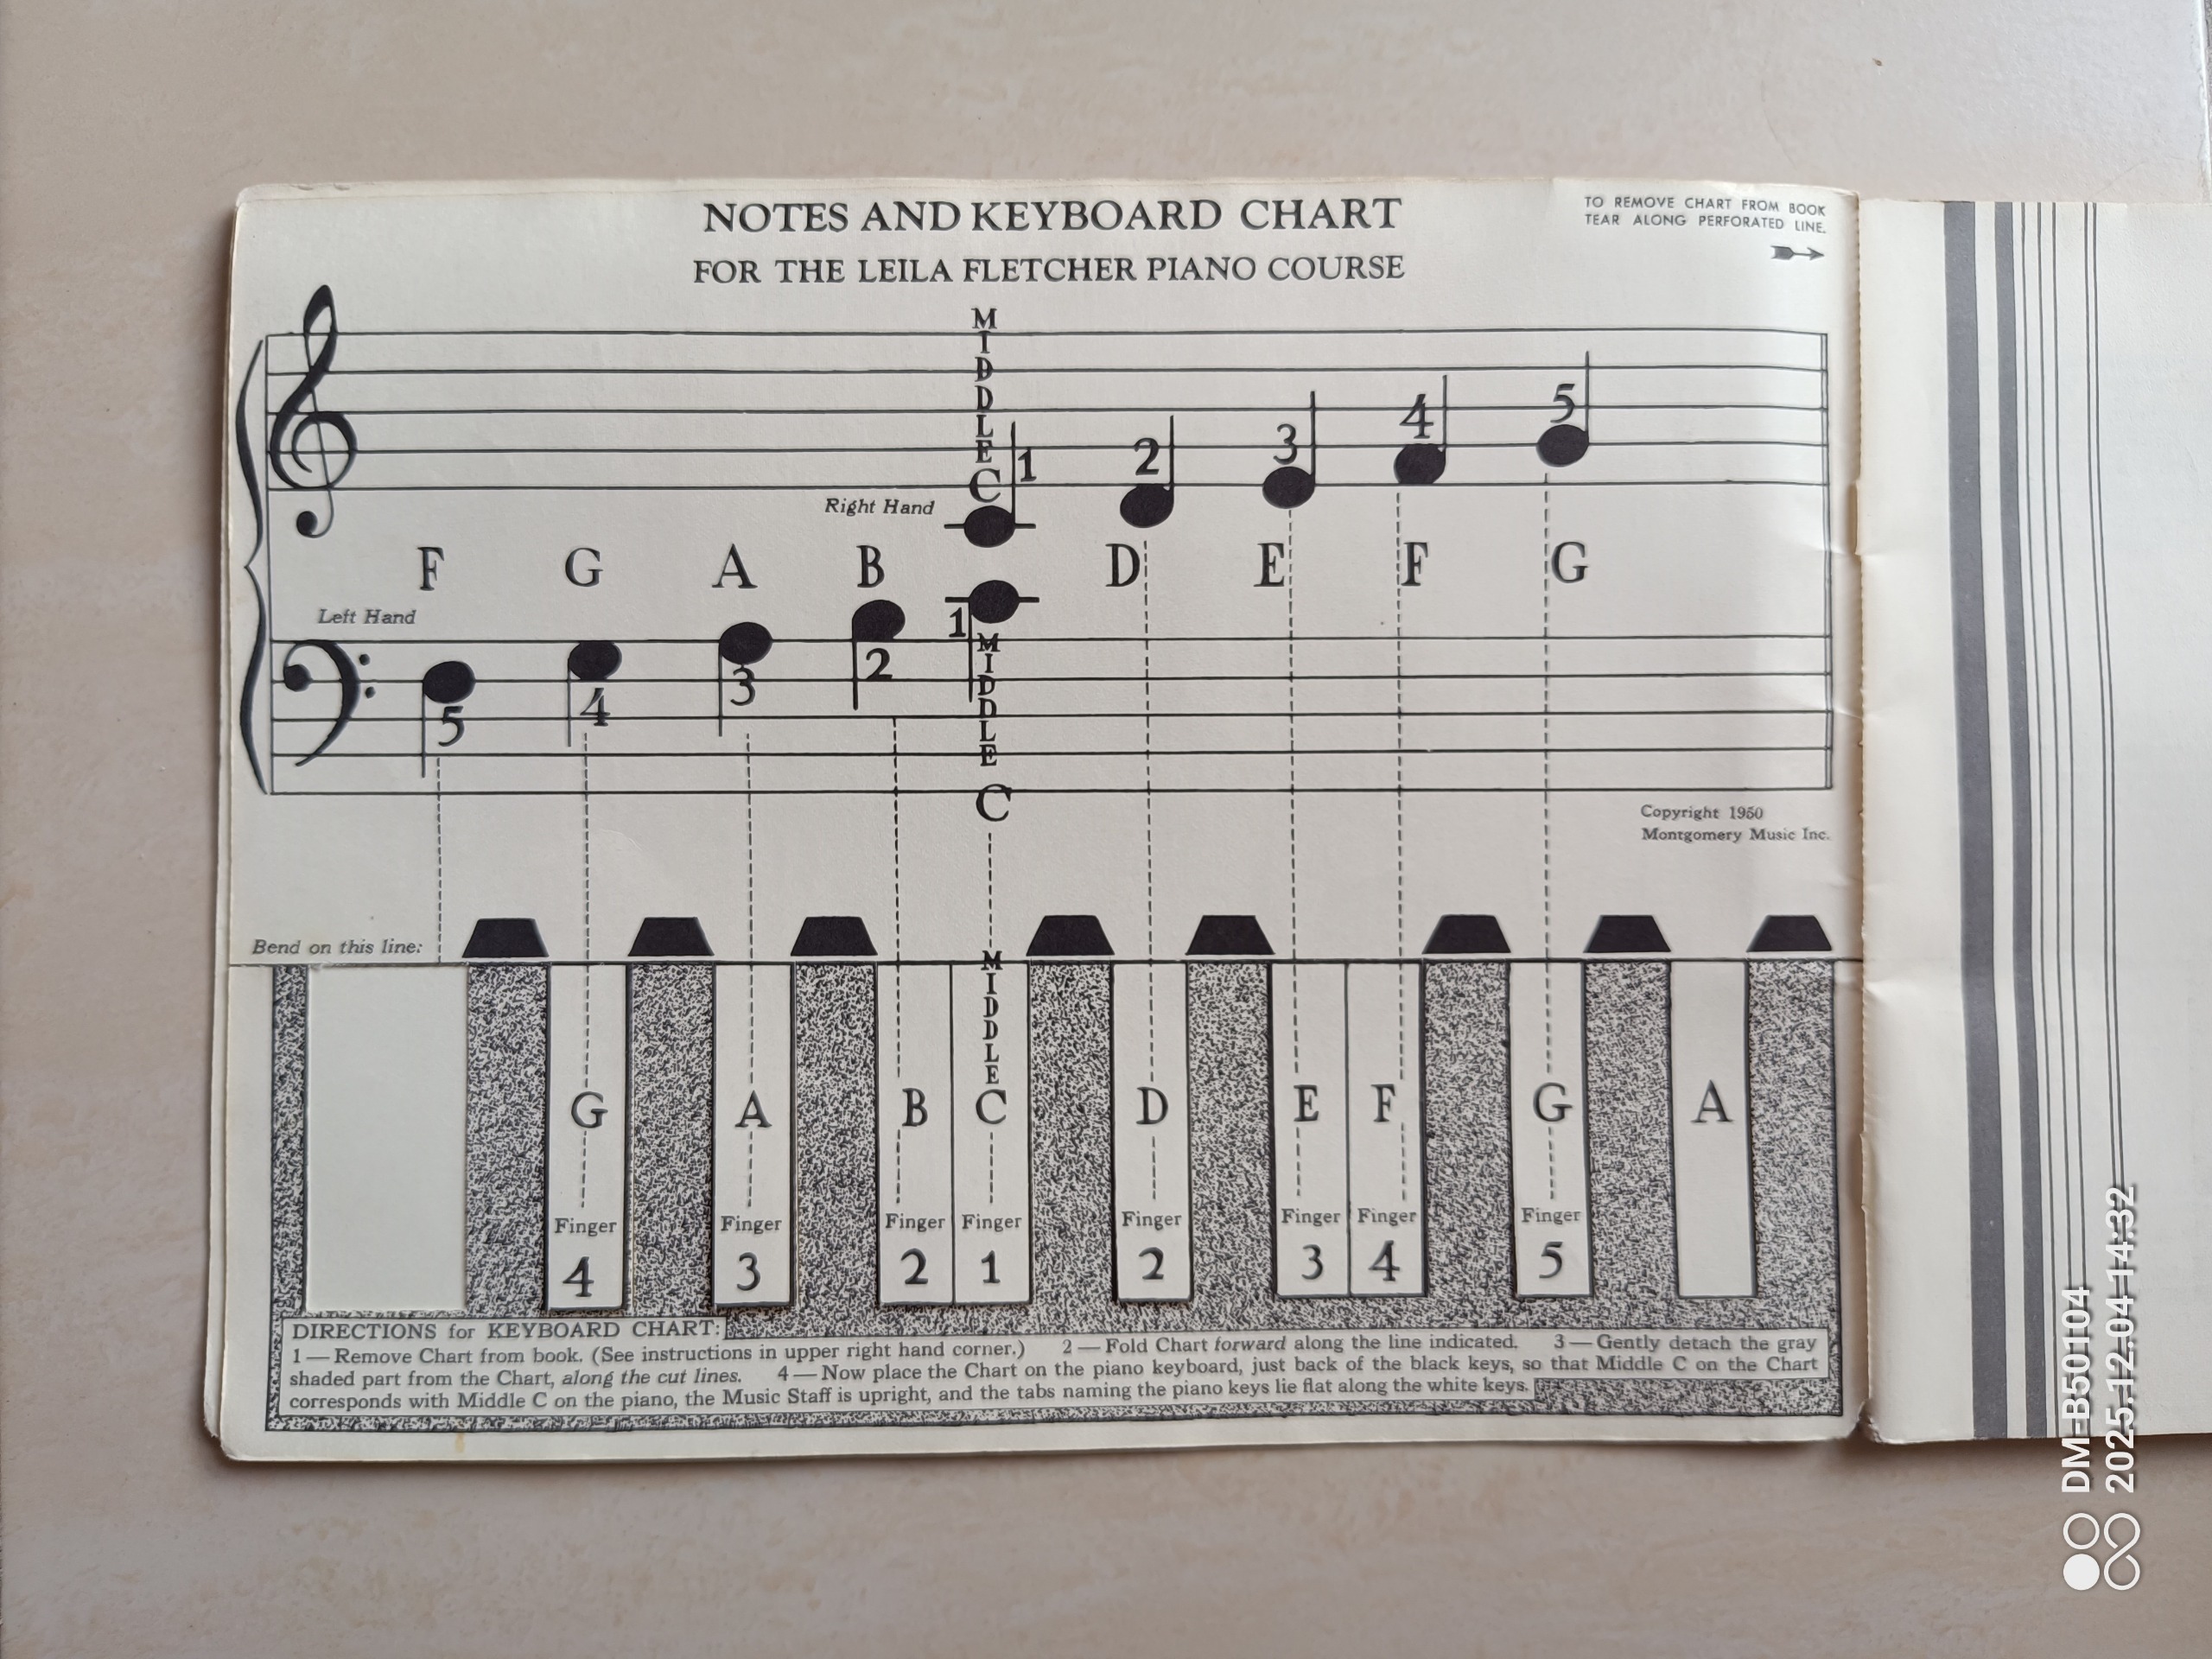 NOTES AND KEYBOARD CHART
FOR THE LEILA FLETCHER PIANO COURSE
TO REMOVE CHART FROM BOOK
TEAR ALONG PERFORATED LINE.
MIDDLE C
1 2 3 4 5
Right Hand
F G A B D E F G
Left Hand
5 4 3 2 1
MIDDLE C
Copyright 1950
Montgomery Music Inc.
Bend on this line:
MIDDLE
G A B C D E F G A
Finger Finger Finger Finger Finger Finger Finger Finger
4 3 2 1 2 3 4 5
DIRECTIONS for KEYBOARD CHART:
1 — Remove Chart from book. (See instructions in upper right hand corner.) 2 — Fold Chart forward along the line indicated. 3 — Gently detach the gray
shaded part from the Chart, along the cut lines. 4 — Now place the Chart on the piano keyboard, just back of the black keys, so that Middle C on the Chart
corresponds with Middle C on the piano, the Music Staff is upright, and the tabs naming the piano keys lie flat along the white keys.
DM-B50104
2025.12.04 14:32